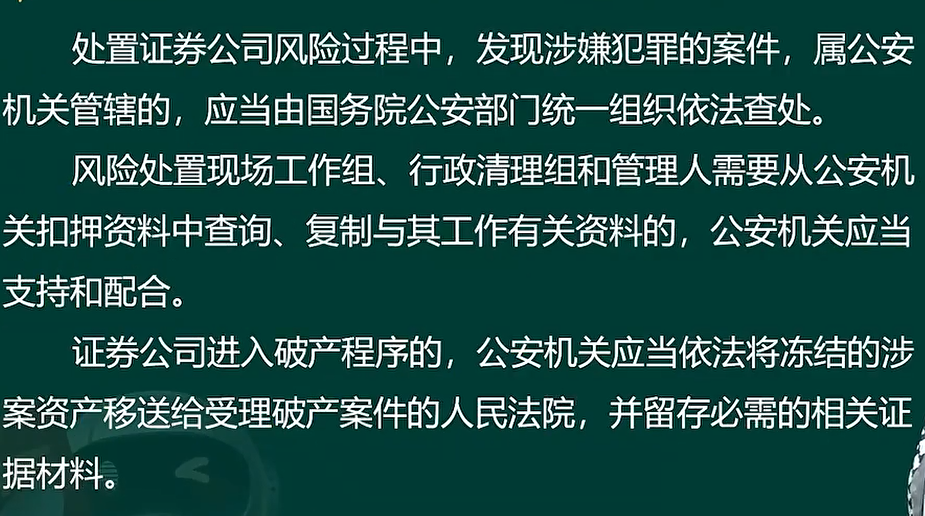 处置证券公司风险过程中，发现涉嫌犯罪的案件，属公安
机关管辖的，应当由国务院公安部门统一组织依法查处。
风险处置现场工作组、行政清理组和管理人需要从公安机
关扣押资料中查询、复制与其工作有关资料的，公安机关应当
支持和配合。
证券公司进入破产程序的，公安机关应当依法将冻结的涉
案资产移送给受理破产案件的人民法院，并留存必需的相关证
据材料。